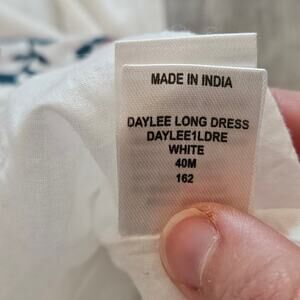 MADE IN INDIA
DAYLEE LONG DRESS
DAYLEE1LDRE
WHITE
40M
162